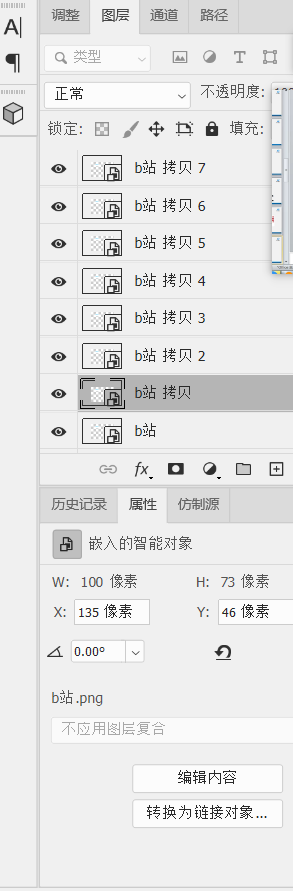 A|
¶
调整 图层 通道 路径
类型
T
正常 不透明度:
锁定: 填充:
b站 拷贝 7
b站 拷贝 6
b站 拷贝 5
b站 拷贝 4
b站 拷贝 3
b站 拷贝 2
b站 拷贝
b站
fx
历史记录 属性 仿制源
嵌入的智能对象
W: 100 像素 H: 73 像素
X: 135 像素 Y: 46 像素
0.00°
b站.png
不应用图层复合
编辑内容
转换为链接对象...